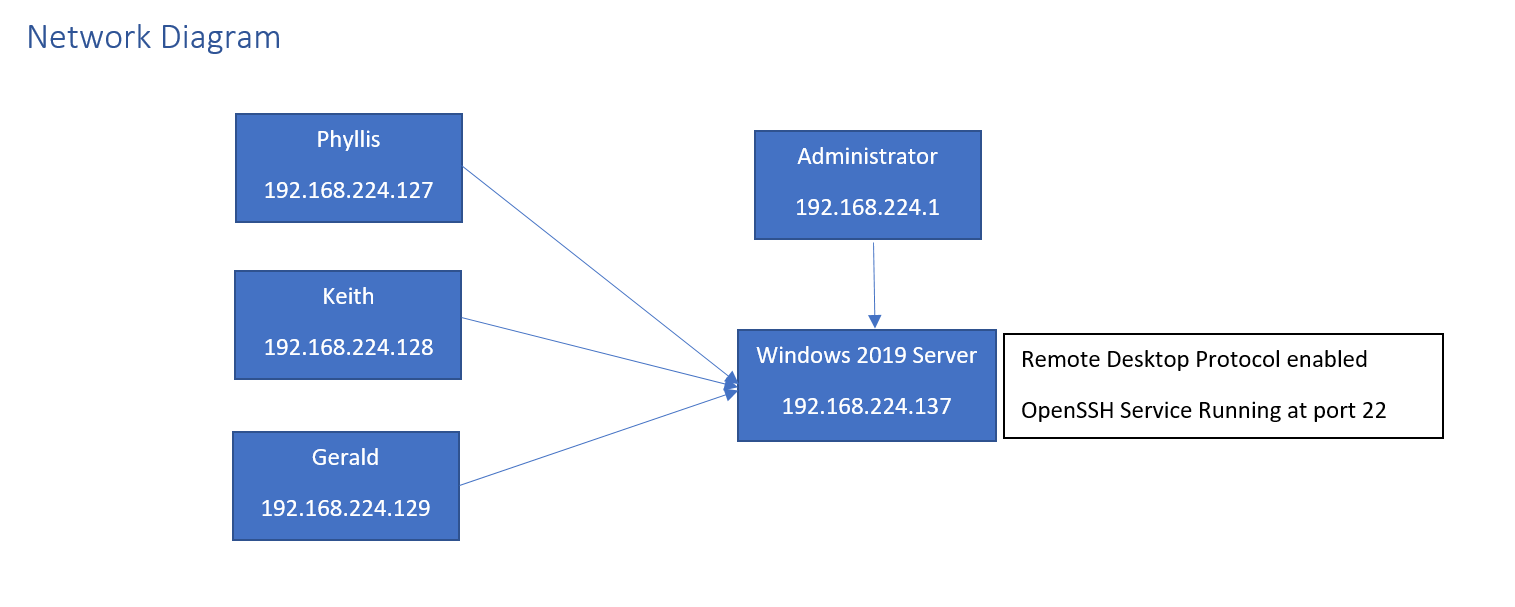 Network Diagram
Phyllis
192.168.224.127
Administrator
192.168.224.1
Keith
192.168.224.128
Windows 2019 Server
192.168.224.137
Remote Desktop Protocol enabled
OpenSSH Service Running at port 22
Gerald
192.168.224.129